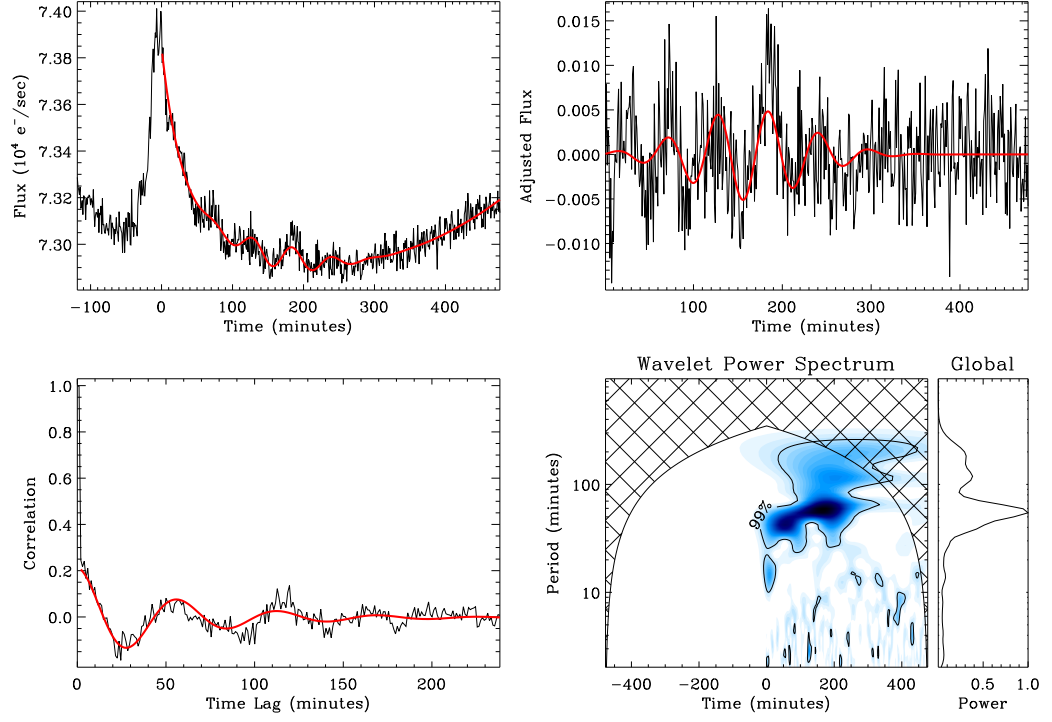 7.40
7.38
7.36
7.34
7.32
7.30
Flux (10⁴ e⁻/sec)
−100 0 100 200 300 400
Time (minutes)
0.015
0.010
0.005
0.000
−0.005
−0.010
Adjusted Flux
100 200 300 400
Time (minutes)
1.0
0.8
0.6
0.4
0.2
0.0
Correlation
0 50 100 150 200
Time Lag (minutes)
Wavelet Power Spectrum
100
10
Period (minutes)
99%
−400 −200 0 200 400
Time (minutes)
Global
0.5 1.0
Power